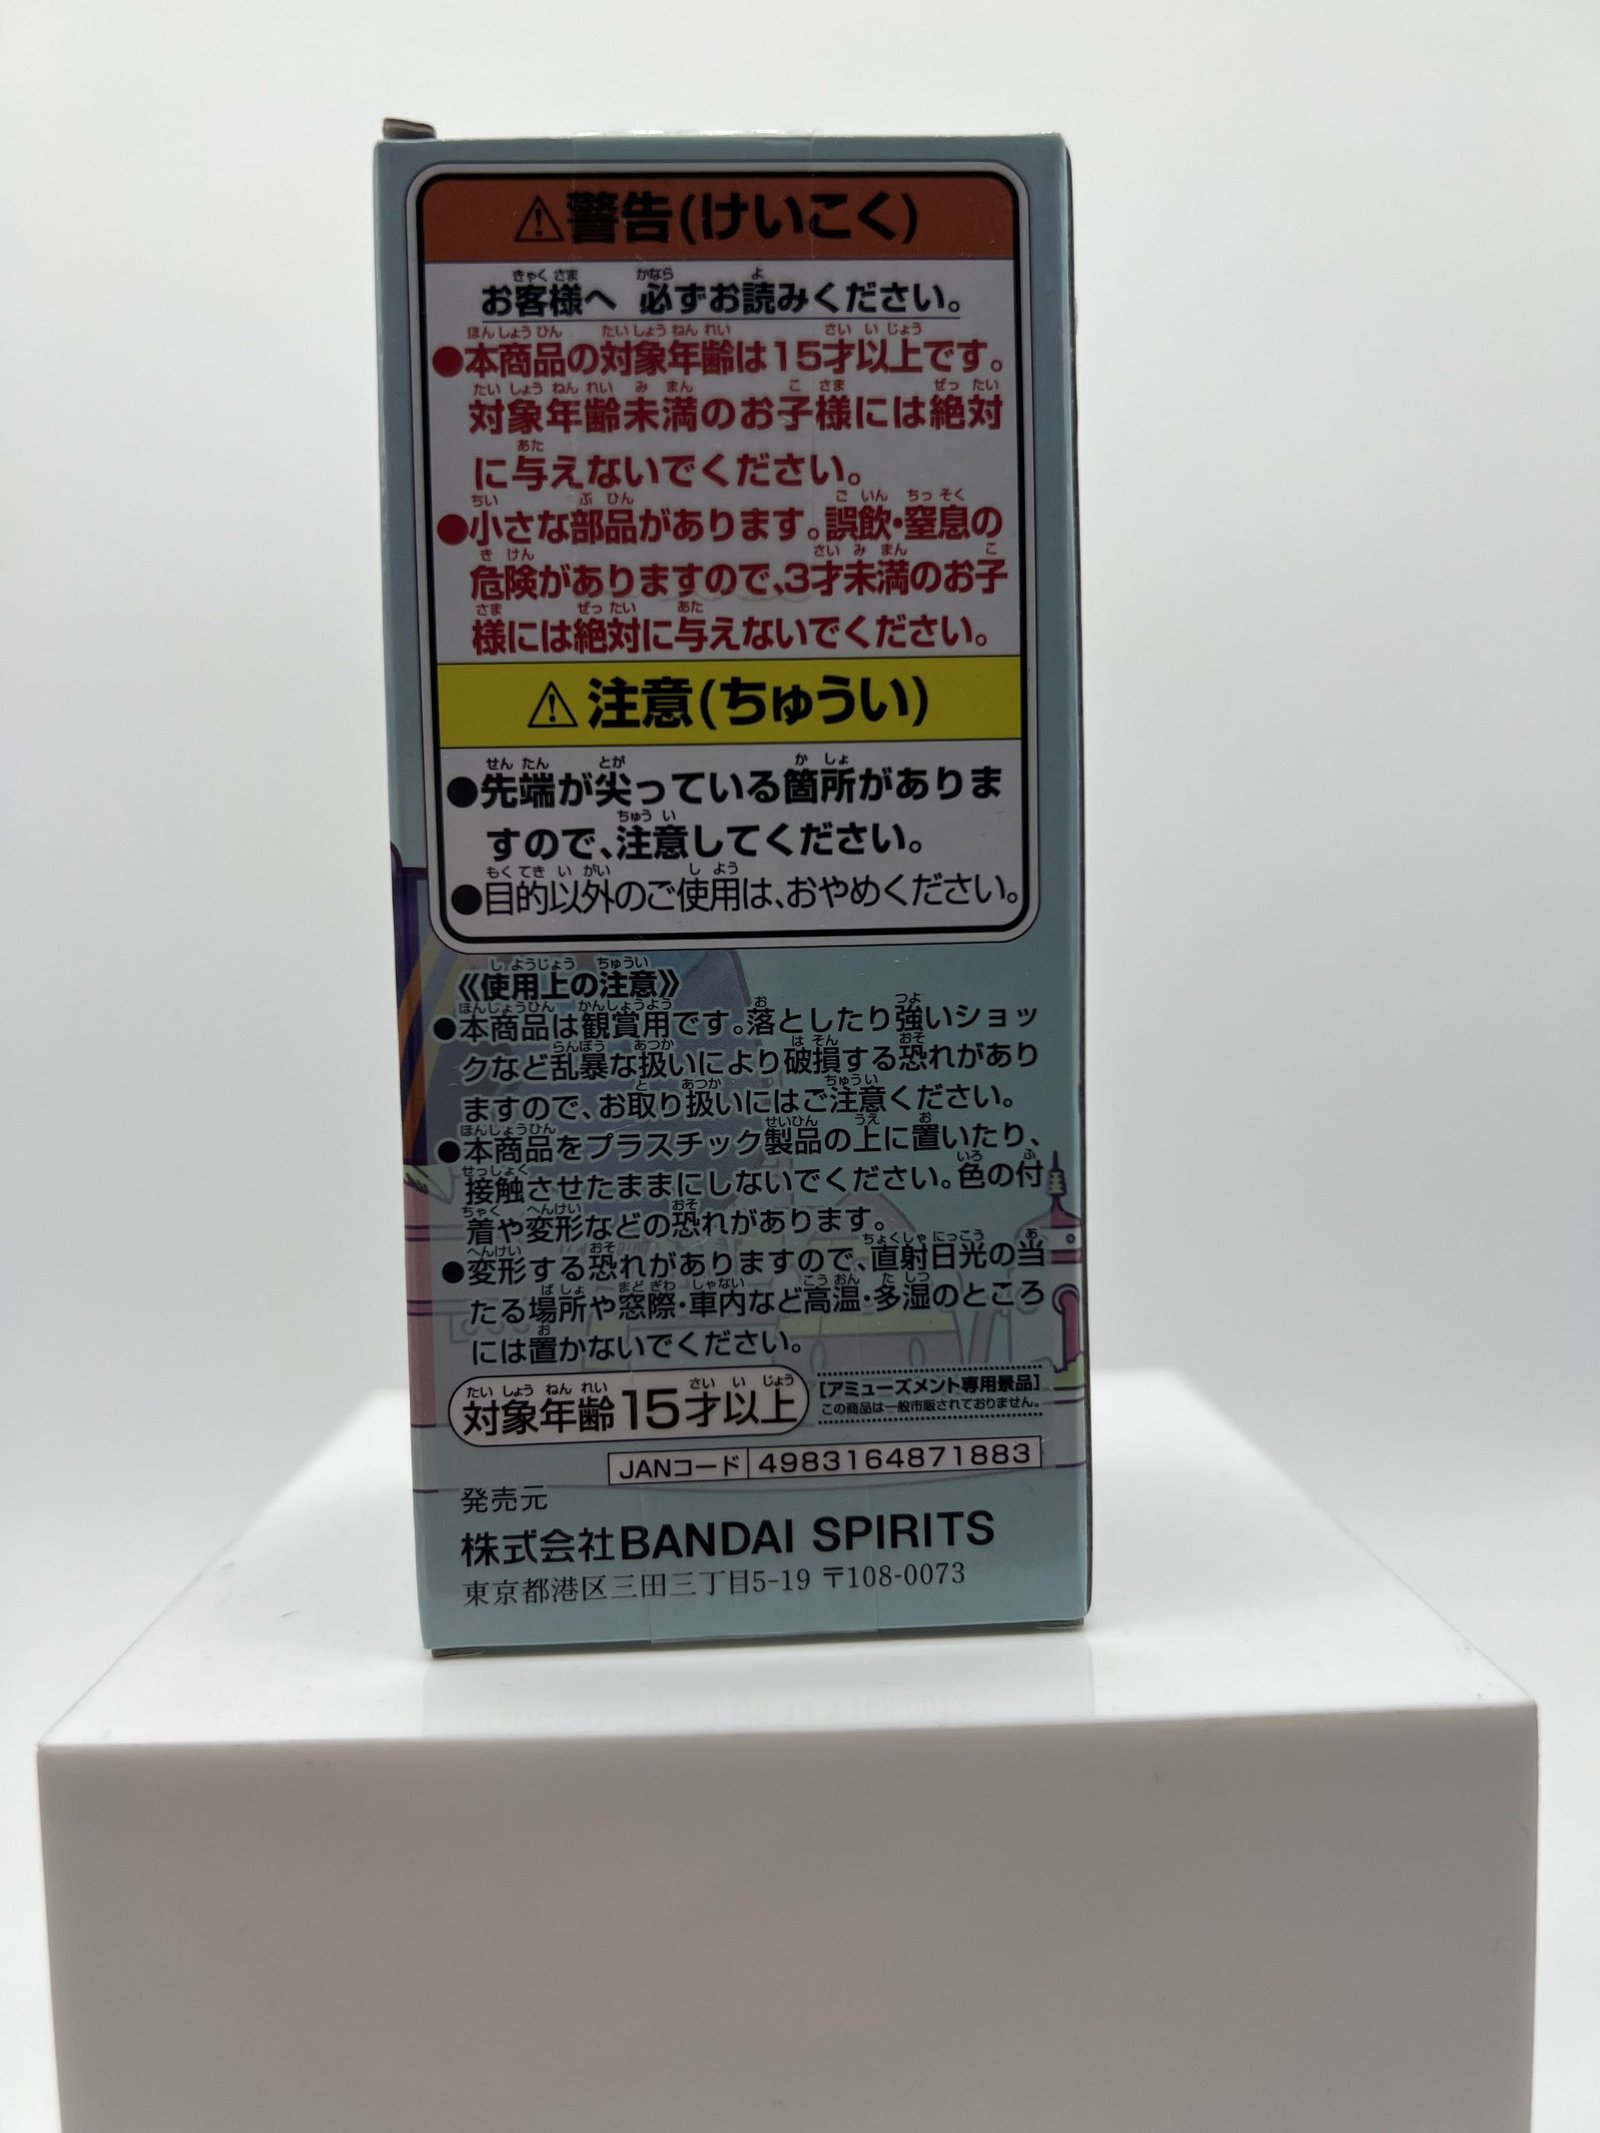 ⚠警告(けいこく)
お客様へ 必ずお読みください。
●本商品の対象年齢は15才以上です。
対象年齢未満のお子様には絶対
に与えないでください。
●小さな部品があります。誤飲・窒息の
危険がありますので、3才未満のお子
様には絶対に与えないでください。
⚠注意(ちゅうい)
●先端が尖っている箇所がありま
すので、注意してください。
●目的以外のご使用は、おやめください。
《使用上の注意》
●本商品は観賞用です。落としたり強いショッ
クなど乱暴な扱いにより破損する恐れがあり
ますので、お取り扱いにはご注意ください。
●本商品をプラスチック製品の上に置いたり、
接触させたままにしないでください。色の付
着や変形などの恐れがあります。
●変形する恐れがありますので、直射日光の当
たる場所や窓際・車内など高温・多湿のところ
には置かないでください。
対象年齢15才以上
[アミューズメント専用景品]
この商品は一般市販されておりません。
JANコード 4983164871883
発売元
株式会社BANDAI SPIRITS
東京都港区三田三丁目5-19 〒108-0073